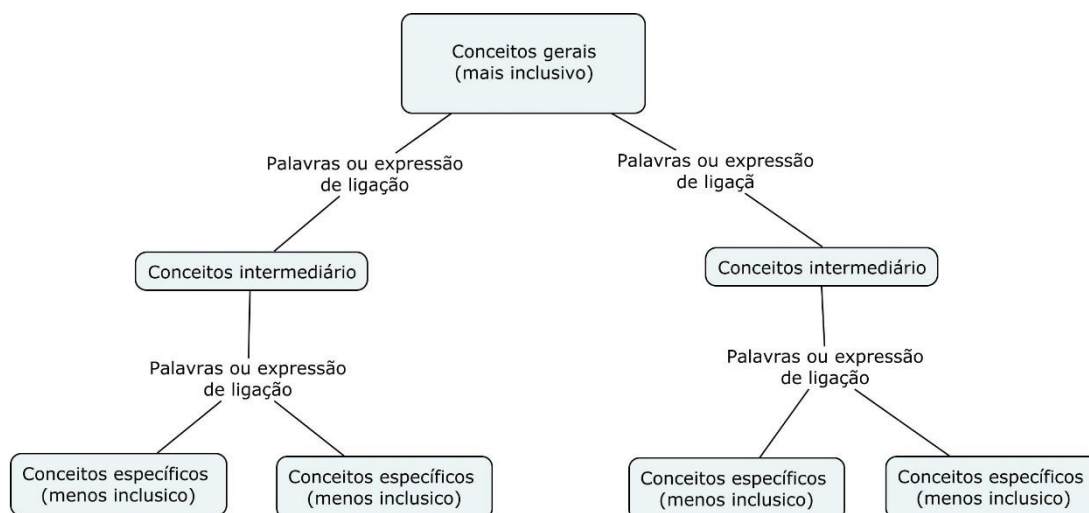 Conceitos gerais
(mais inclusivo)
Palavras ou expressão
de ligação
Palavras ou expressão
de ligaçã
Conceitos intermediário
Conceitos intermediário
Palavras ou expressão
de ligação
Palavras ou expressão
de ligação
Conceitos específicos
(menos inclusico)
Conceitos específicos
(menos inclusico)
Conceitos específicos
(menos inclusico)
Conceitos específicos
(menos inclusico)